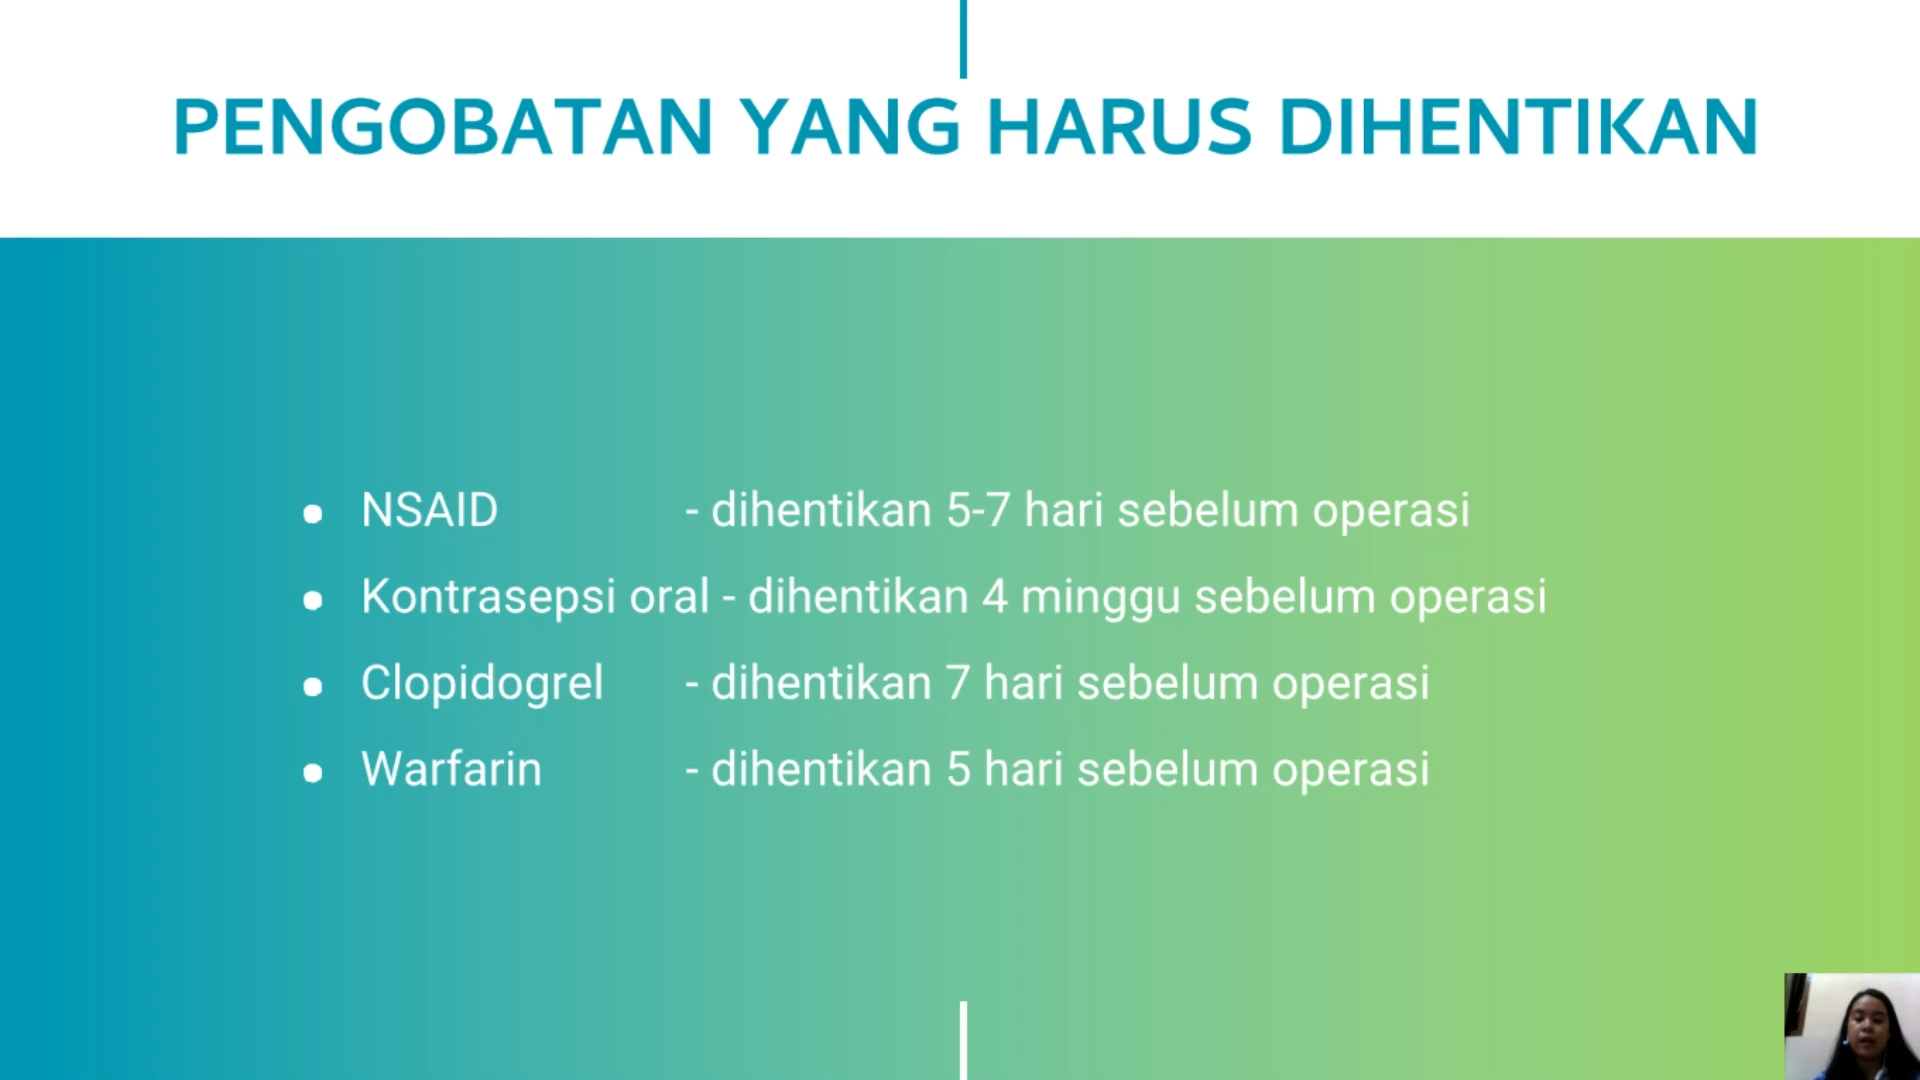 PENGOBATAN YANG HARUS DIHENTIKAN
• NSAID - dihentikan 5-7 hari sebelum operasi
• Kontrasepsi oral - dihentikan 4 minggu sebelum operasi
• Clopidogrel - dihentikan 7 hari sebelum operasi
• Warfarin - dihentikan 5 hari sebelum operasi